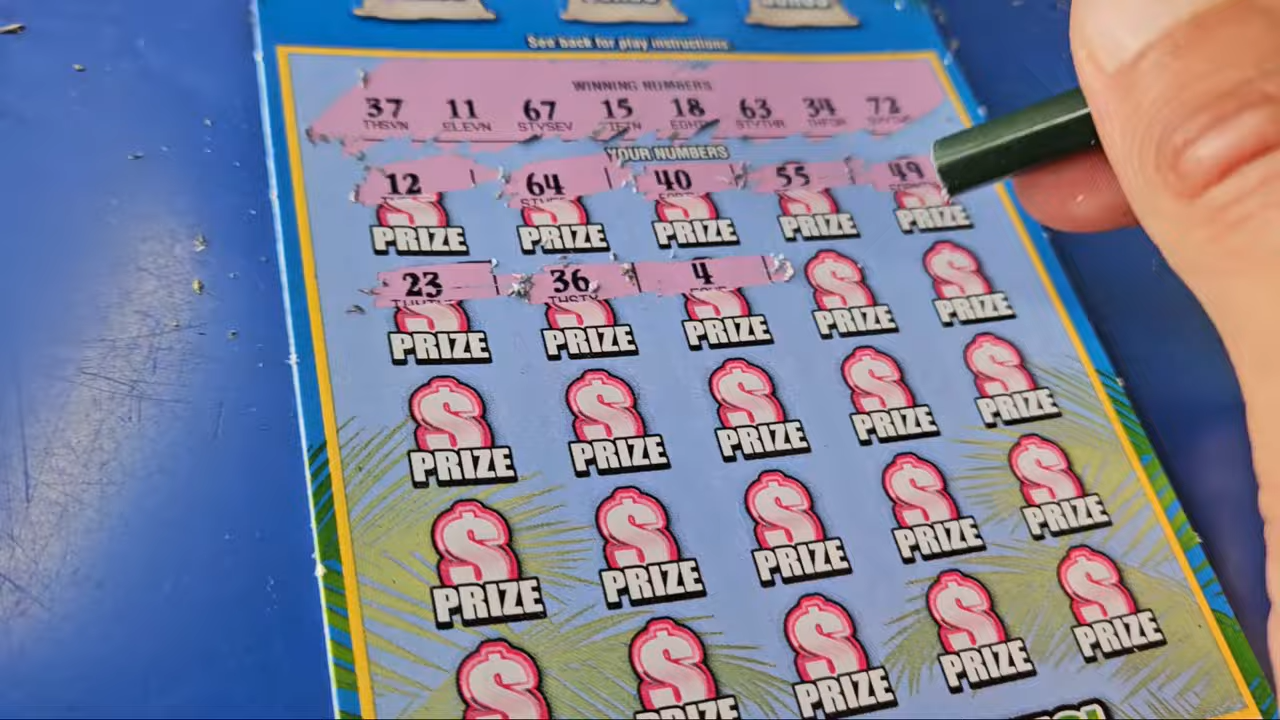 See back for play instructions
WINNING NUMBERS
37 11 67 15 18 63 34 72
THSVN ELEVN STYSEV STYTHR
YOUR NUMBERS
12 64 40 55 49
PRIZE PRIZE PRIZE PRIZE PRIZE
23 36 4
PRIZE PRIZE PRIZE $ PRIZE $ PRIZE
$ PRIZE $ PRIZE $ PRIZE $ PRIZE $ PRIZE
$ PRIZE $ PRIZE $ PRIZE $ PRIZE $ PRIZE
$ $ PRIZE $ PRIZE $ PRIZE $ PRIZE